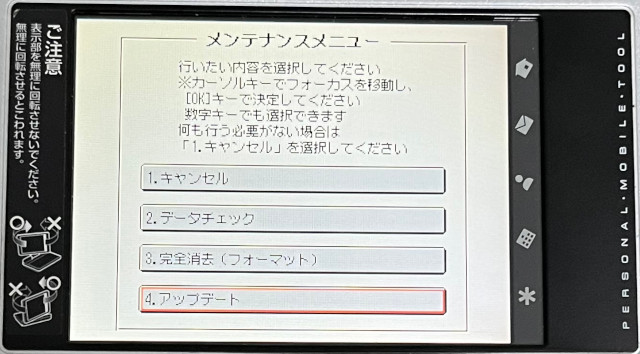 ご注意
表示部を無理に回転させないでください。
無理に回転させるとこわれます。
メンテナンスメニュー
行いたい内容を選択してください
※カーソルキーでフォーカスを移動し、
[OK]キーで決定してください
数字キーでも選択できます
何も行う必要がない場合は
「1.キャンセル」を選択してください
1.キャンセル
2.データチェック
3.完全消去(フォーマット)
4.アップデート
PERSONAL・MOBILE・TOOL